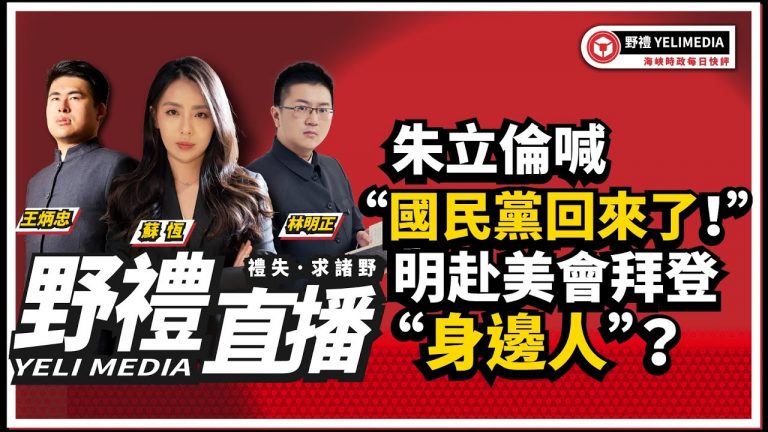 野禮 YELIMEDIA
海峽時政每日快評
朱立倫喊
“國民黨回來了！”
明赴美會拜登
“身邊人”？
王炳忠
蘇恆
林明正
禮失·求諸野
野禮直播
YELI MEDIA